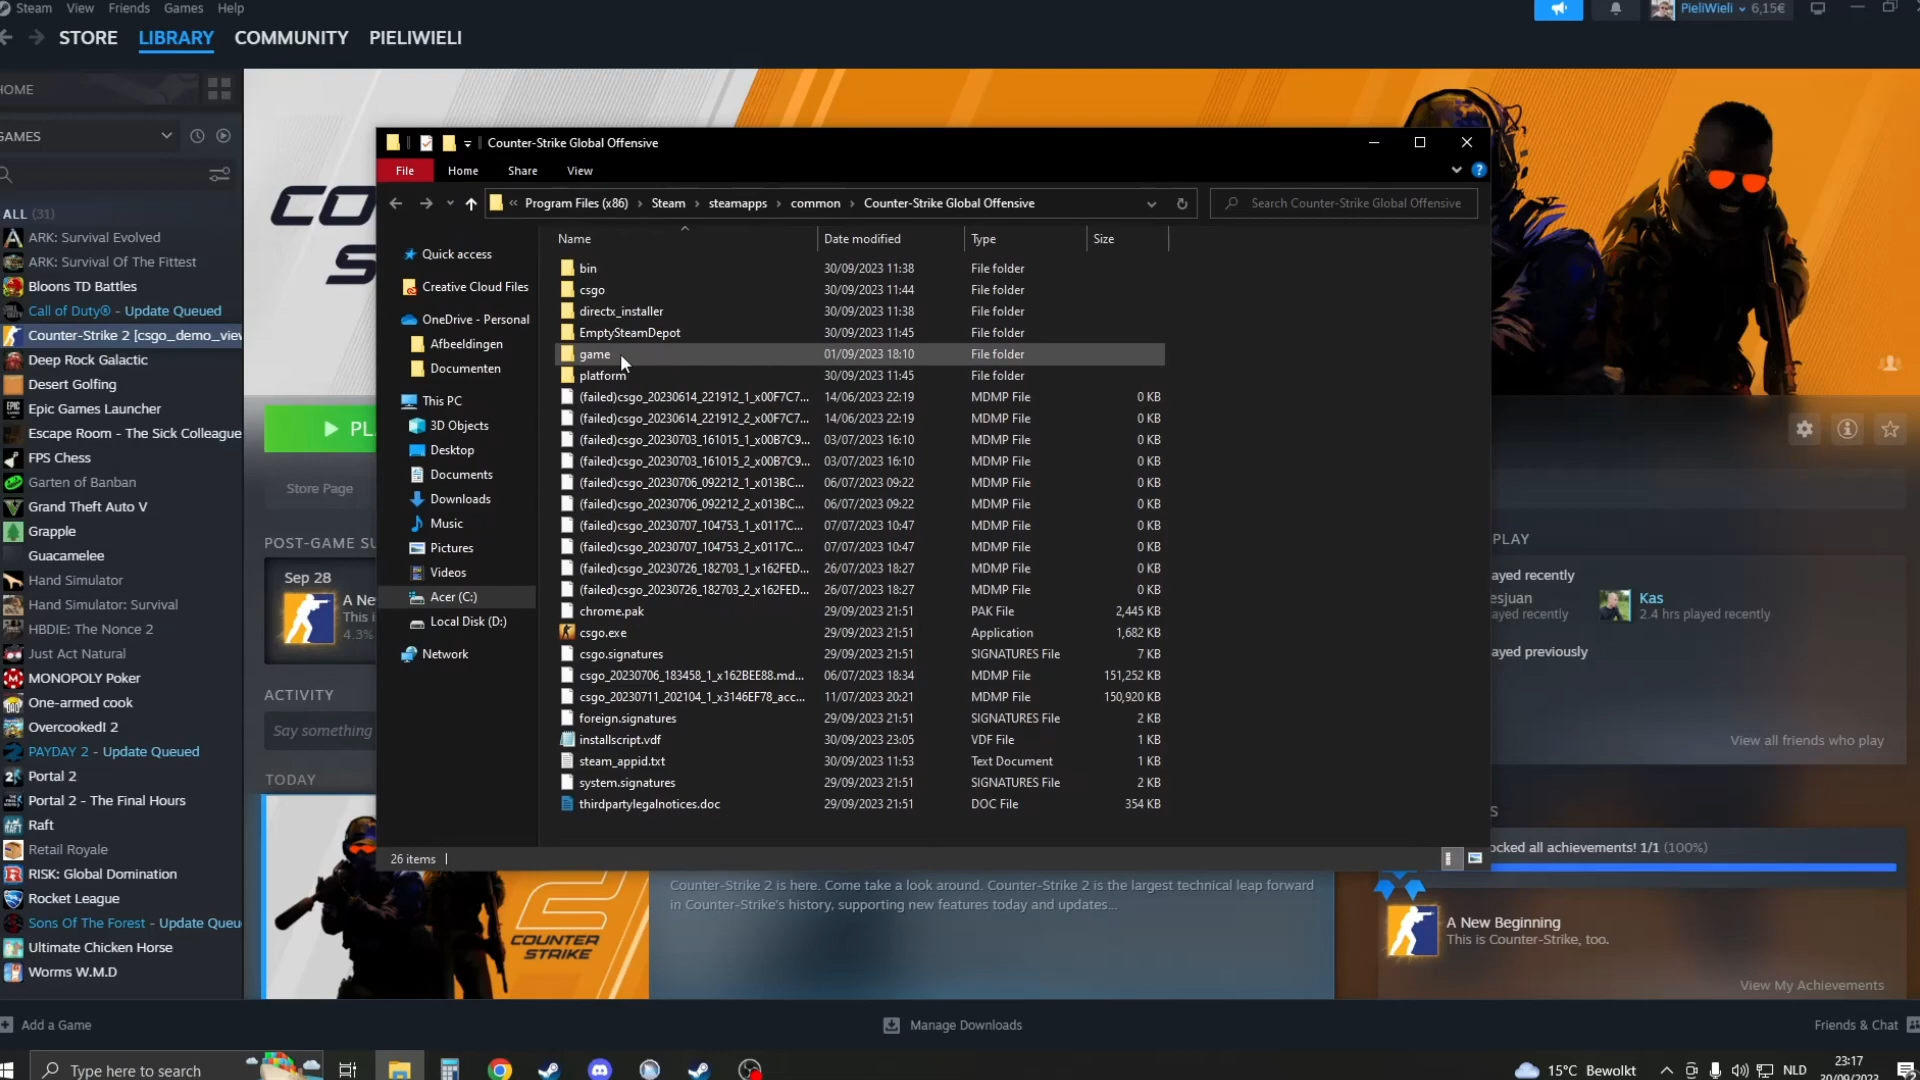 Steam View Friends Games Help
PieliWieli 6,15€
STORE LIBRARY COMMUNITY PIELIWIELI
HOME
GAMES
ALL (31)
ARK: Survival Evolved
ARK: Survival Of The Fittest
Bloons TD Battles
Call of Duty® - Update Queued
Counter-Strike 2 [csgo_demo_view
Deep Rock Galactic
Desert Golfing
Epic Games Launcher
Escape Room - The Sick Colleague
FPS Chess
Garten of Banban
Grand Theft Auto V
Grapple
Guacamelee
Hand Simulator
Hand Simulator: Survival
HBDIE: The Nonce 2
Just Act Natural
MONOPOLY Poker
One-armed cook
Overcooked! 2
PAYDAY 2 - Update Queued
Portal 2
Portal 2 - The Final Hours
Raft
Retail Royale
RISK: Global Domination
Rocket League
Sons Of The Forest - Update Queu
Ultimate Chicken Horse
Worms W.M.D
CO
S
PL
Store Page
POST-GAME SU
Sep 28
A Ne
This i
4.3%
ACTIVITY
Say something
TODAY
Counter-Strike Global Offensive
File Home Share View
« Program Files (x86) › Steam › steamapps › common › Counter-Strike Global Offensive
Search Counter-Strike Global Offensive
Quick access
Creative Cloud Files
OneDrive - Personal
Afbeeldingen
Documenten
This PC
3D Objects
Desktop
Documents
Downloads
Music
Pictures
Videos
Acer (C:)
Local Disk (D:)
Network
Name Date modified Type Size
bin 30/09/2023 11:38 File folder
csgo 30/09/2023 11:44 File folder
directx_installer 30/09/2023 11:38 File folder
EmptySteamDepot 30/09/2023 11:45 File folder
game 01/09/2023 18:10 File folder
platform 30/09/2023 11:45 File folder
(failed)csgo_20230614_221912_1_x00F7C7... 14/06/2023 22:19 MDMP File 0 KB
(failed)csgo_20230614_221912_2_x00F7C7... 14/06/2023 22:19 MDMP File 0 KB
(failed)csgo_20230703_161015_1_x00B7C9... 03/07/2023 16:10 MDMP File 0 KB
(failed)csgo_20230703_161015_2_x00B7C9... 03/07/2023 16:10 MDMP File 0 KB
(failed)csgo_20230706_092212_1_x013BC... 06/07/2023 09:22 MDMP File 0 KB
(failed)csgo_20230706_092212_2_x013BC... 06/07/2023 09:22 MDMP File 0 KB
(failed)csgo_20230707_104753_1_x0117C... 07/07/2023 10:47 MDMP File 0 KB
(failed)csgo_20230707_104753_2_x0117C... 07/07/2023 10:47 MDMP File 0 KB
(failed)csgo_20230726_182703_1_x162FED... 26/07/2023 18:27 MDMP File 0 KB
(failed)csgo_20230726_182703_2_x162FED... 26/07/2023 18:27 MDMP File 0 KB
chrome.pak 29/09/2023 21:51 PAK File 2,445 KB
csgo.exe 29/09/2023 21:51 Application 1,682 KB
csgo.signatures 29/09/2023 21:51 SIGNATURES File 7 KB
csgo_20230706_183458_1_x162BEE88.md... 06/07/2023 18:34 MDMP File 151,252 KB
csgo_20230711_202104_1_x3146EF78_acc... 11/07/2023 20:21 MDMP File 150,920 KB
foreign.signatures 29/09/2023 21:51 SIGNATURES File 2 KB
installscript.vdf 30/09/2023 23:05 VDF File 1 KB
steam_appid.txt 30/09/2023 11:53 Text Document 1 KB
system.signatures 29/09/2023 21:51 SIGNATURES File 2 KB
thirdpartylegalnotices.doc 29/09/2023 21:51 DOC File 354 KB
26 items
PLAY
ayed recently
esjuan
ayed recently
Kas
2.4 hrs played recently
ayed previously
View all friends who play
S
ocked all achievements! 1/1 (100%)
A New Beginning
This is Counter-Strike, too.
View My Achievements
2
COUNTER
STRIKE
Counter-Strike 2 is here. Come take a look around. Counter-Strike 2 is the largest technical leap forward
in Counter-Strike's history, supporting new features today and updates...
Add a Game
Manage Downloads
Friends & Chat
Type here to search
15°C Bewolkt
NLD
23:17
30/09/2023